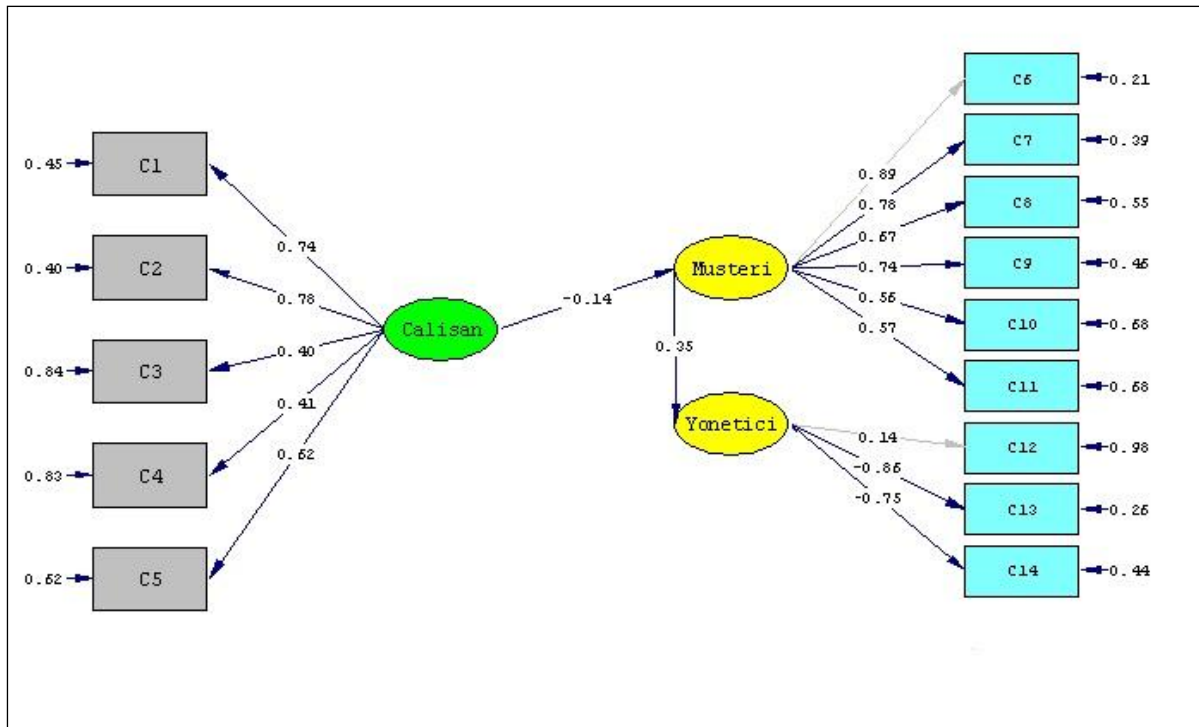 0.45
C1
0.74
0.40
C2
0.78
0.84
C3
0.40
0.83
C4
0.41
0.62
C5
0.62
Calisan
-0.14
Musteri
0.35
Yonetici
0.89
C6
0.21
0.78
C7
0.39
0.67
C8
0.55
0.74
C9
0.46
0.56
C10
0.68
0.57
C11
0.68
0.14
C12
0.98
-0.86
C13
0.26
-0.75
C14
0.44